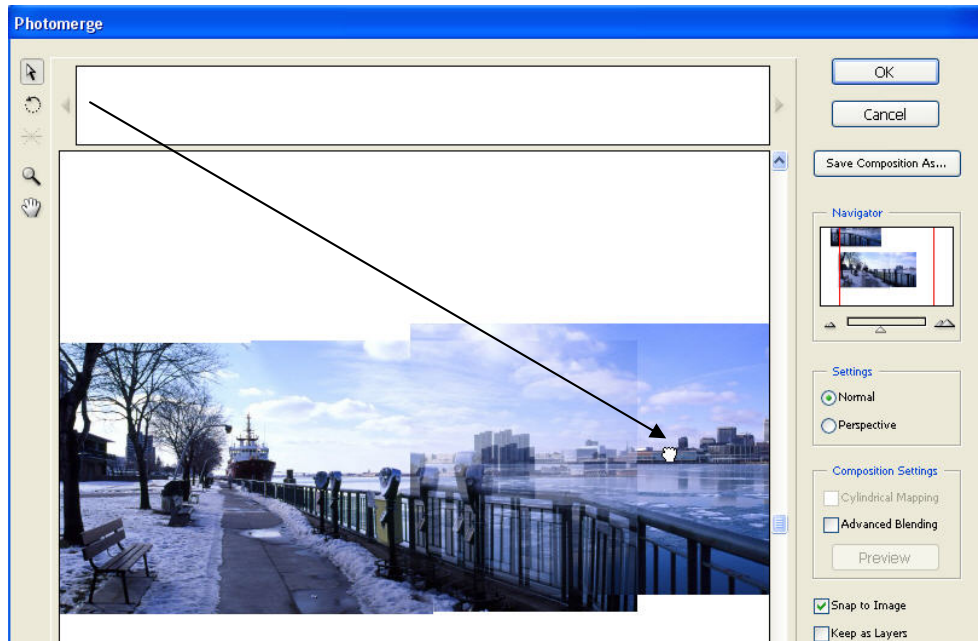 Photomerge
OK
Cancel
Save Composition As...
Navigator
Settings
Normal
Perspective
Composition Settings
Cylindrical Mapping
Advanced Blending
Preview
Snap to Image
Keep as Layers